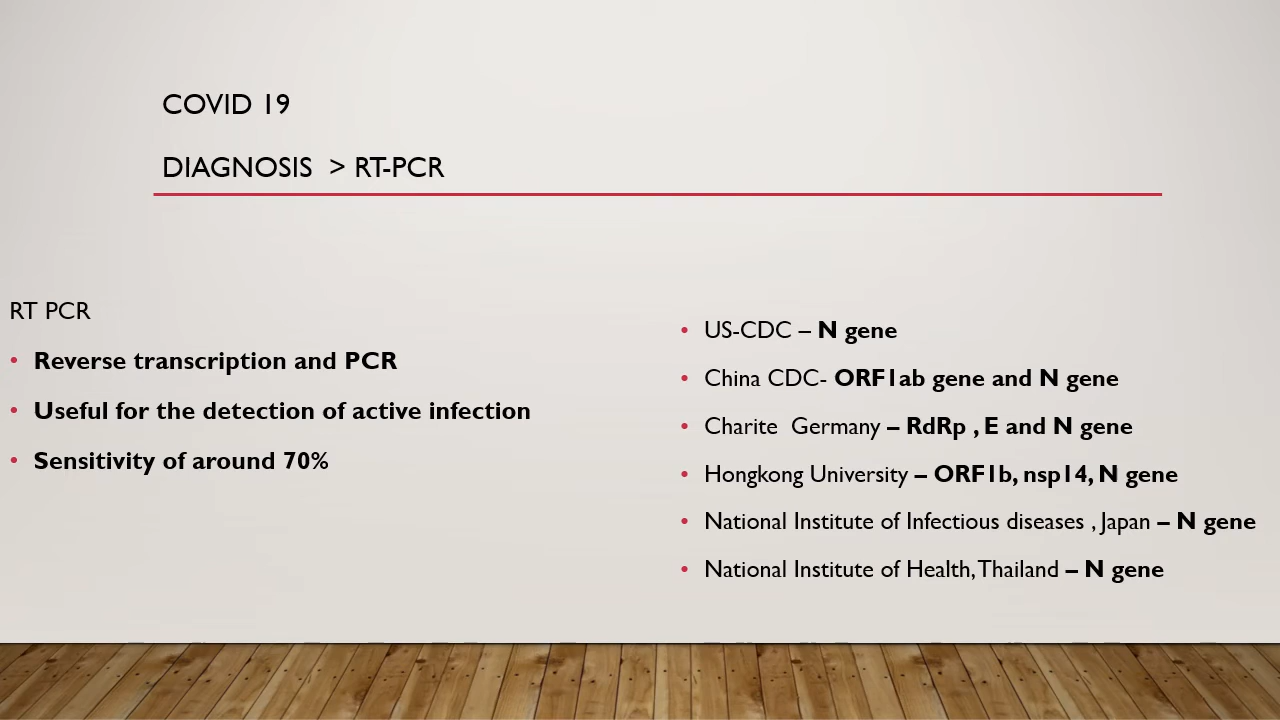 COVID 19
DIAGNOSIS > RT-PCR
RT PCR
• Reverse transcription and PCR
• Useful for the detection of active infection
• Sensitivity of around 70%
• US-CDC – N gene
• China CDC- ORF1ab gene and N gene
• Charite Germany – RdRp , E and N gene
• Hongkong University – ORF1b, nsp14, N gene
• National Institute of Infectious diseases , Japan – N gene
• National Institute of Health, Thailand – N gene